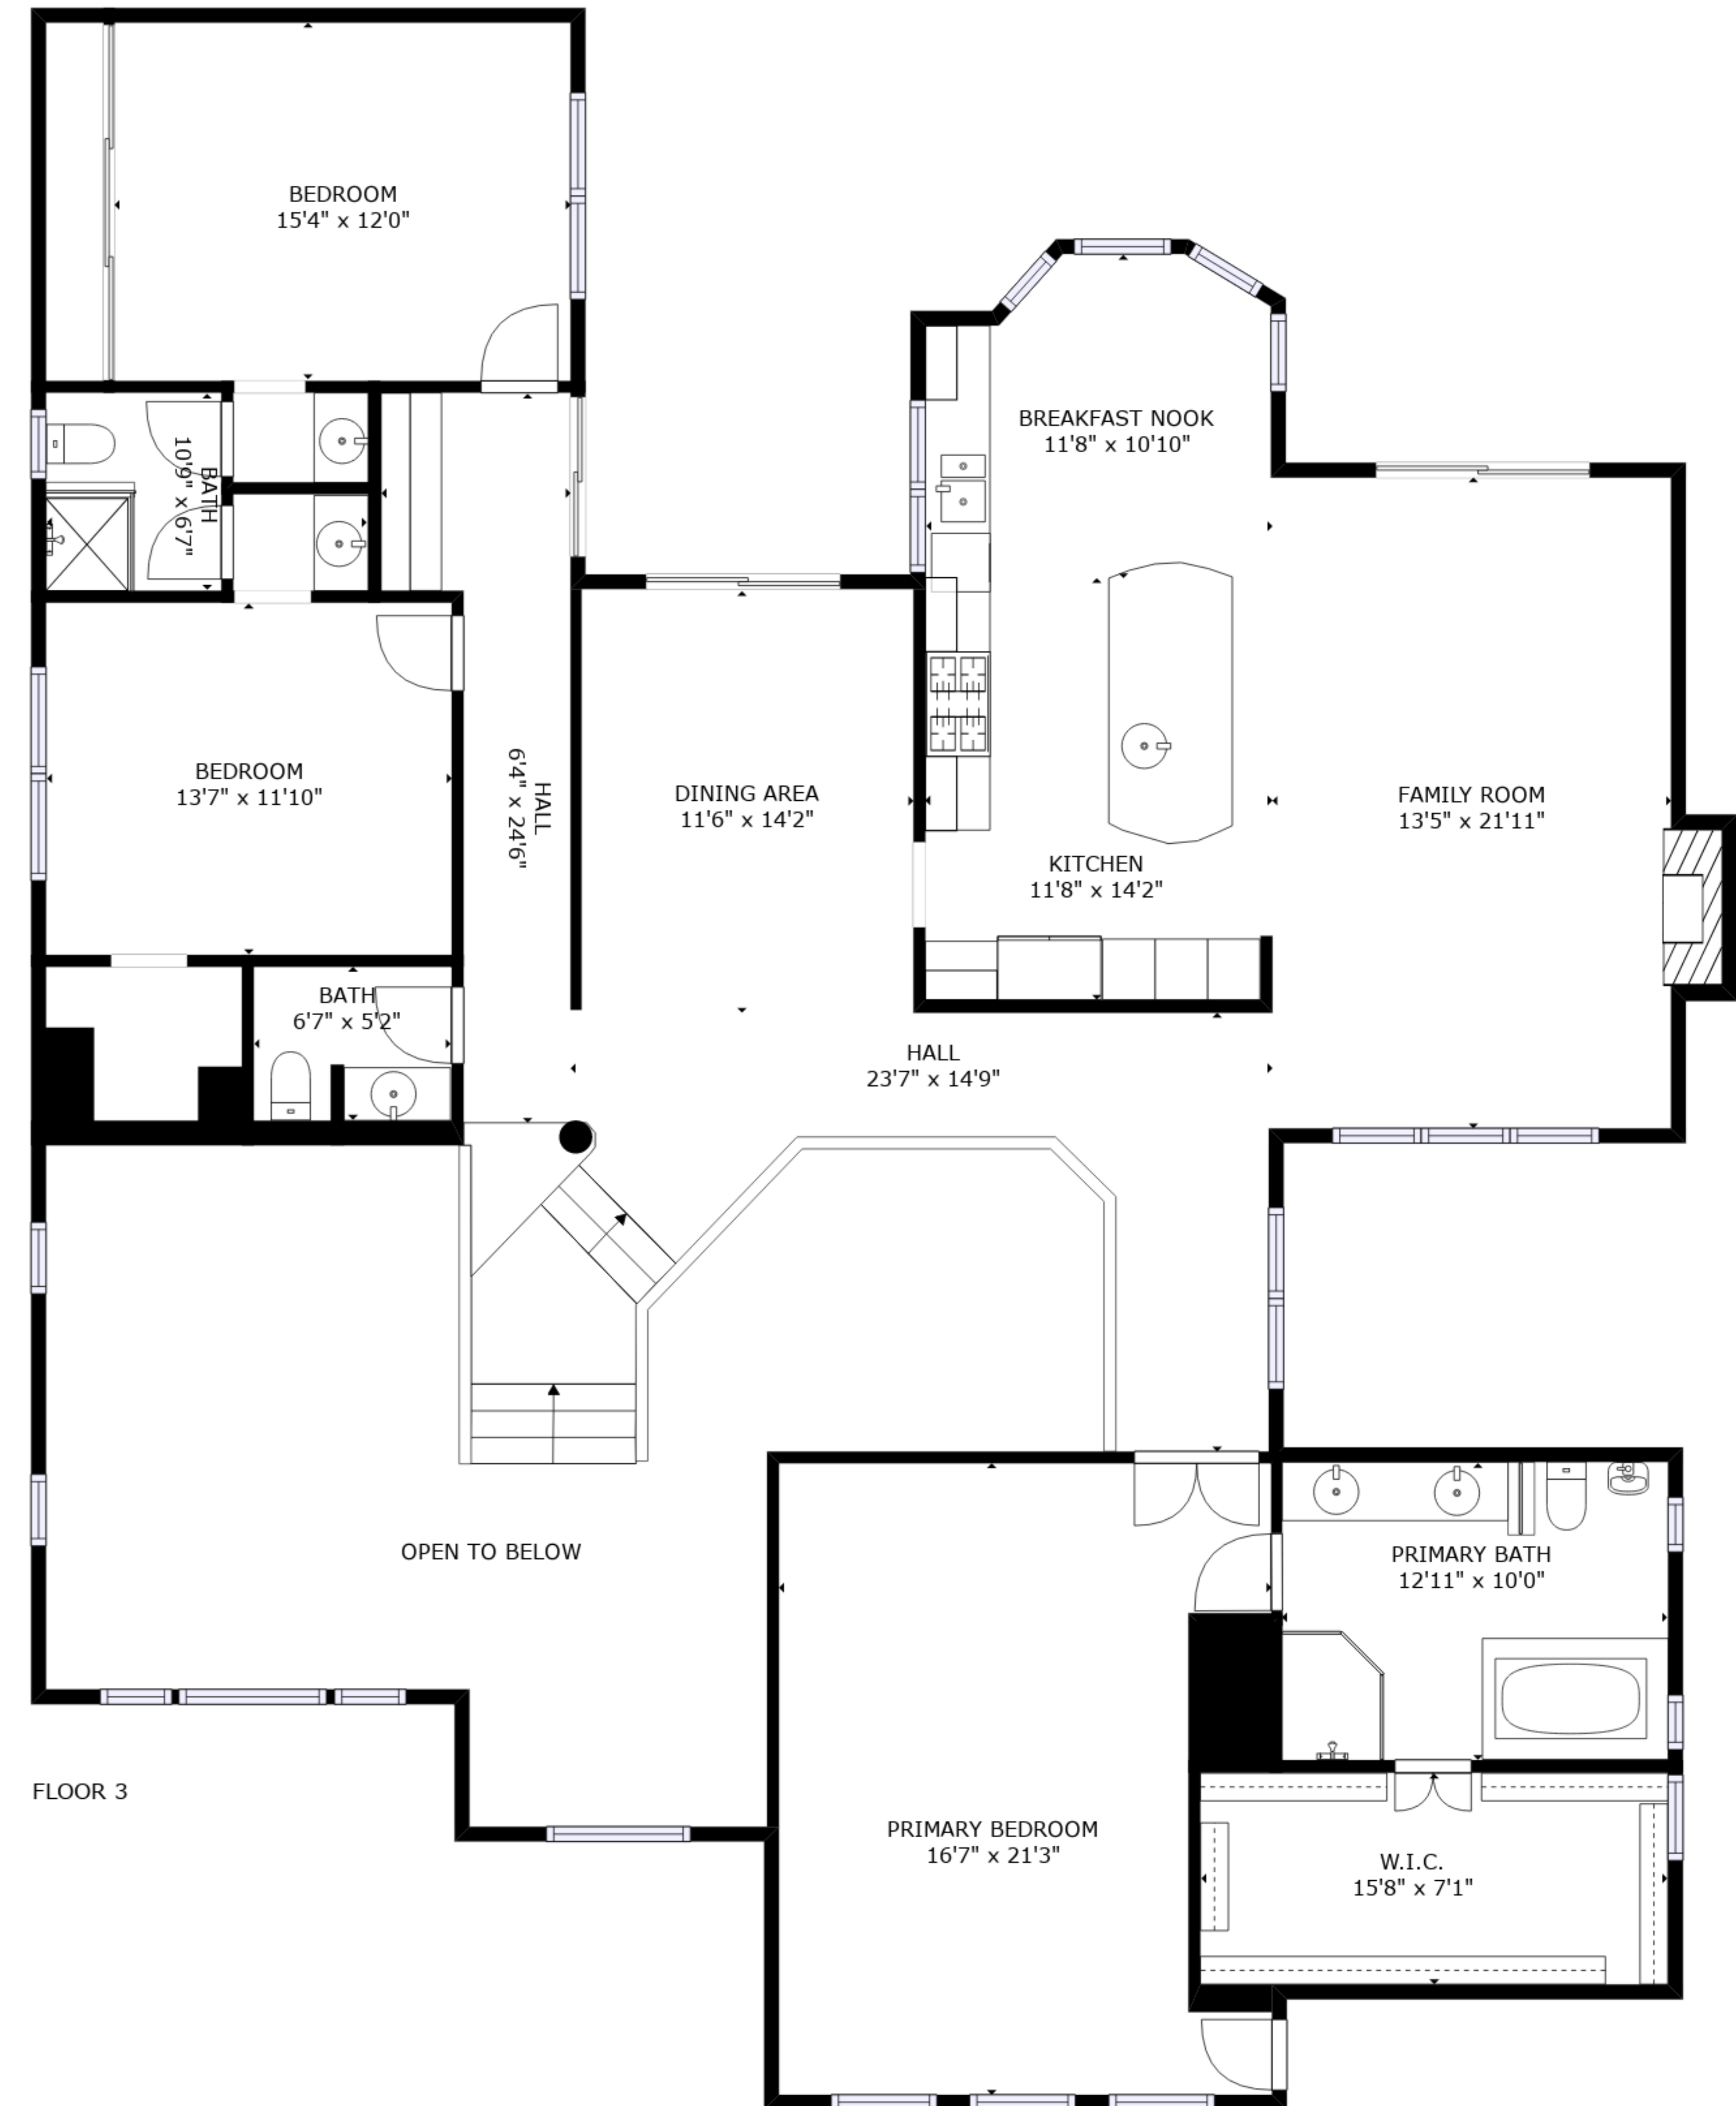 BEDROOM
15'4" x 12'0"
BREAKFAST NOOK
11'8" x 10'10"
BATH
10'9" x 6'7"
BEDROOM
13'7" x 11'10"
HALL
6'4" x 24'6"
DINING AREA
11'6" x 14'2"
FAMILY ROOM
13'5" x 21'11"
KITCHEN
11'8" x 14'2"
BATH
6'7" x 5'2"
HALL
23'7" x 14'9"
OPEN TO BELOW
PRIMARY BATH
12'11" x 10'0"
FLOOR 3
PRIMARY BEDROOM
16'7" x 21'3"
W.I.C.
15'8" x 7'1"